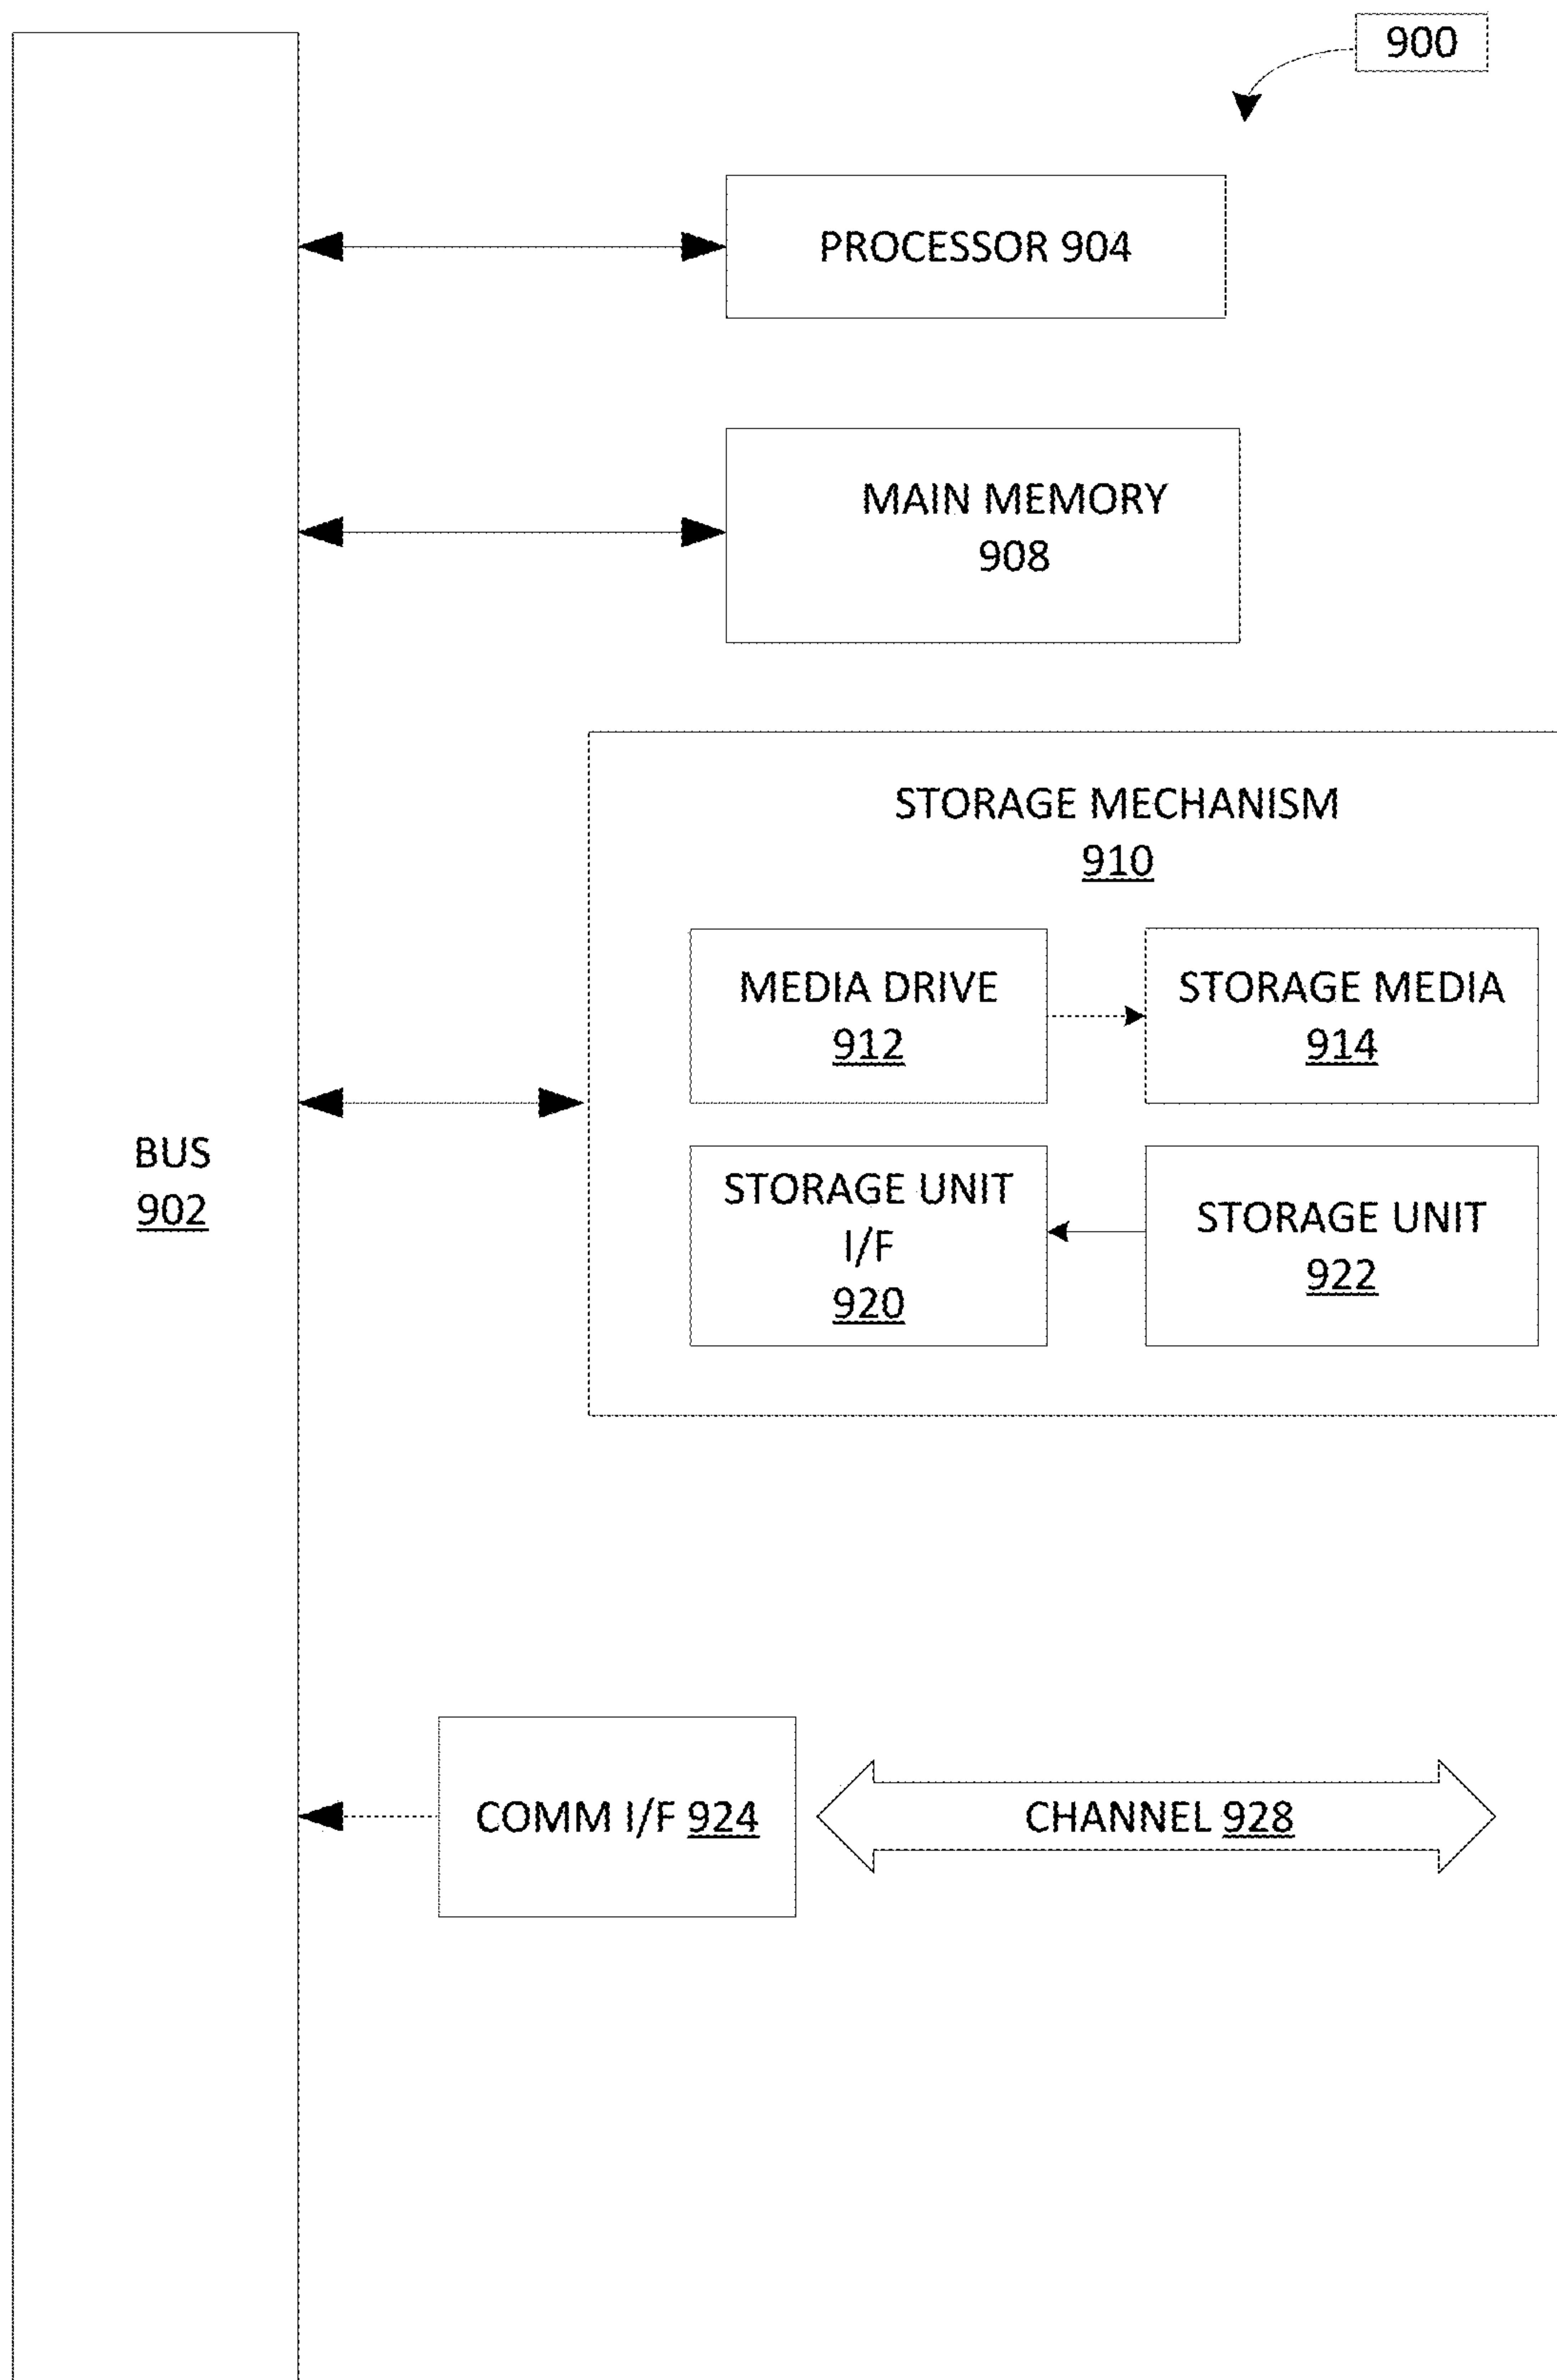 900
PROCESSOR 904
MAIN MEMORY
908
STORAGE MECHANISM
910
MEDIA DRIVE
912
STORAGE MEDIA
914
BUS
902
STORAGE UNIT
I/F
920
STORAGE UNIT
922
COMM I/F 924
CHANNEL 928